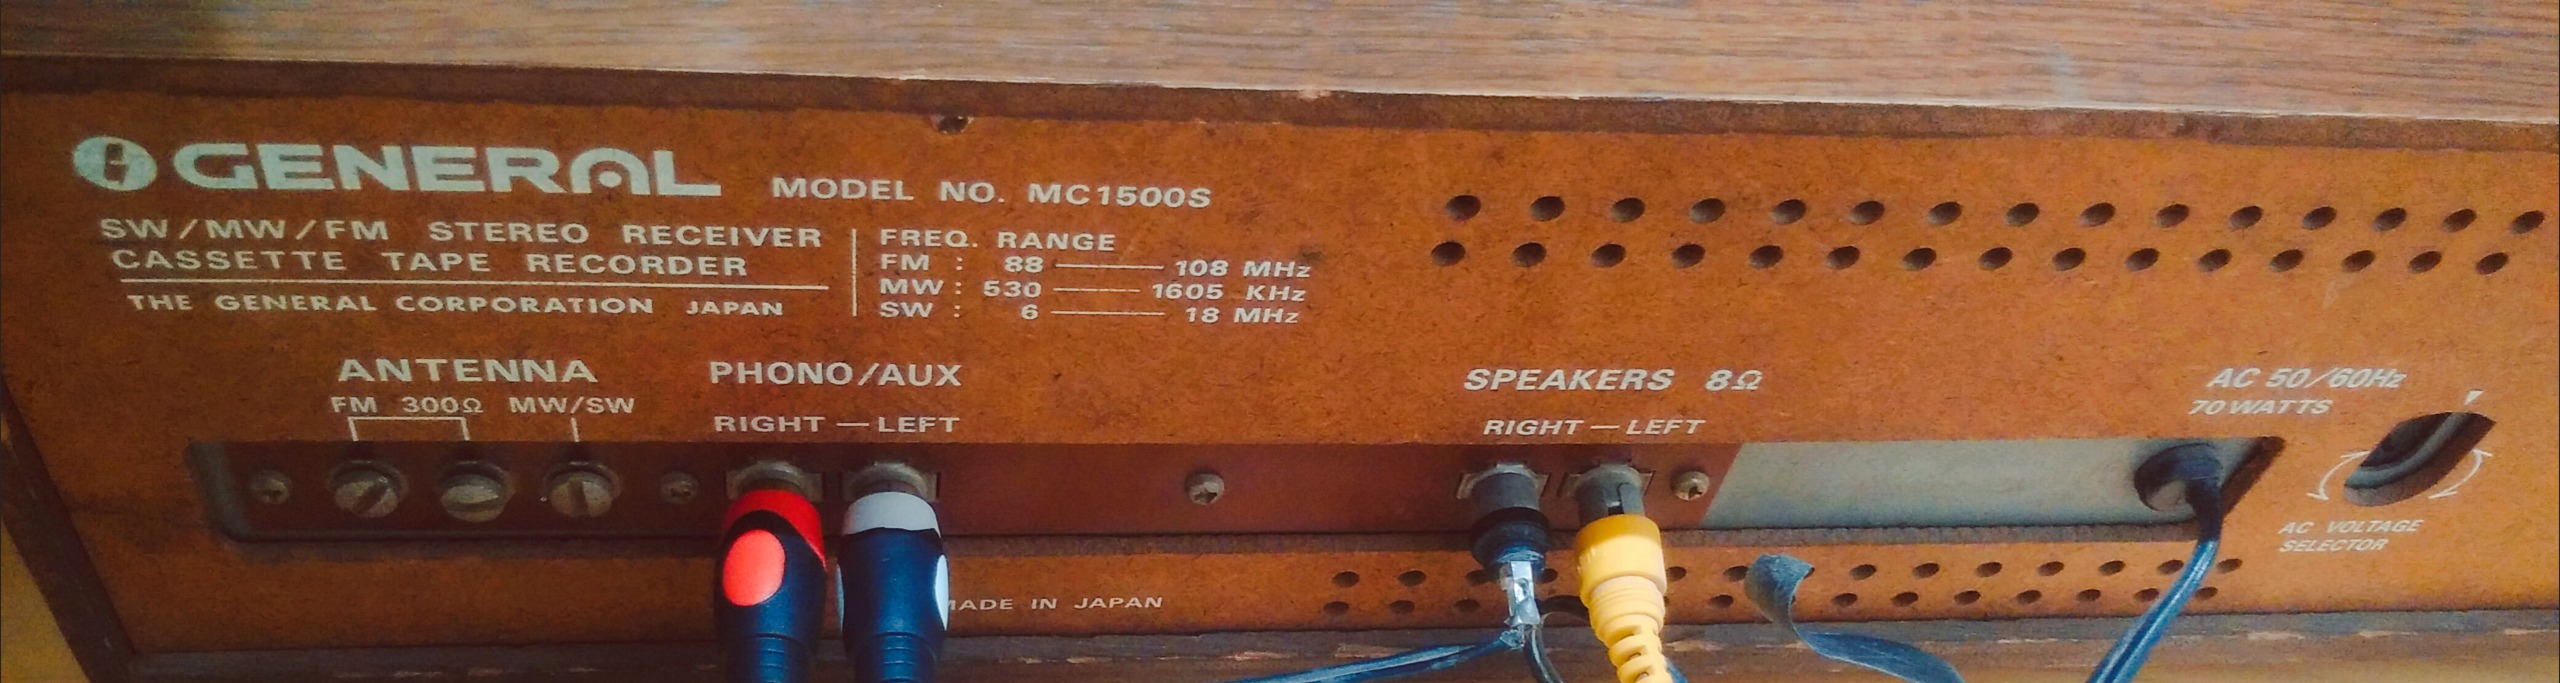 GENERAL
MODEL NO. MC1500S
SW/MW/FM STEREO RECEIVER
CASSETTE TAPE RECORDER
THE GENERAL CORPORATION JAPAN
FREQ. RANGE
FM : 88 — 108 MHz
MW : 530 — 1605 KHz
SW : 6 — 18 MHz
ANTENNA
FM 300Ω MW/SW
PHONO/AUX
RIGHT — LEFT
SPEAKERS 8Ω
RIGHT — LEFT
AC 50/60Hz
70 WATTS
AC VOLTAGE
SELECTOR
MADE IN JAPAN